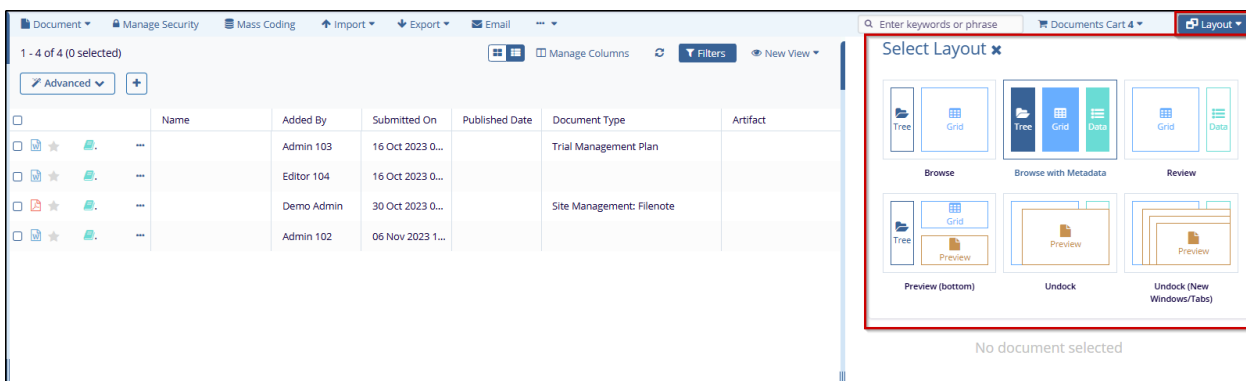 Document Manage Security Mass Coding Import Export Email ··· Enter keywords or phrase Documents Cart 4 Layout
1 - 4 of 4 (0 selected) Manage Columns Filters New View
Advanced +
Name Added By Submitted On Published Date Document Type Artifact
Admin 103 16 Oct 2023 0... Trial Management Plan
Editor 104 16 Oct 2023 0...
Demo Admin 30 Oct 2023 0... Site Management: Filenote
Admin 102 06 Nov 2023 1...
Select Layout
Tree Grid Tree Grid Data Grid Data
Browse Browse with Metadata Review
Grid
Tree Preview Preview Preview
Preview (bottom) Undock Undock (New
Windows/Tabs)
No document selected